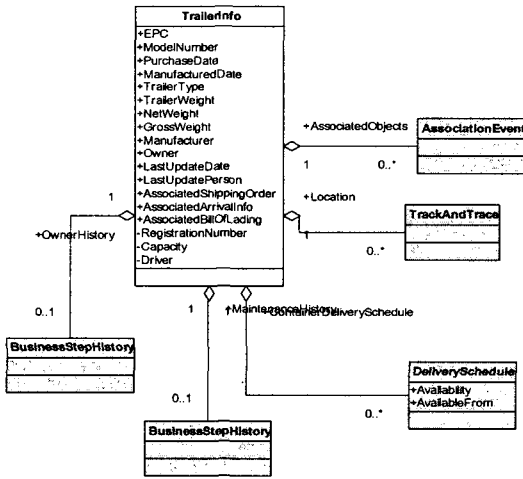 TrailerInfo
+EPC
+ModelNumber
+PurchaseDate
+ManufacturedDate
+TrailerType
+TrailerWeight
+NetWeight
+GrossWeight
+Manufacturer
+Owner
+LastUpdateDate
+LastUpdatePerson
+AssociatedShippingOrder
+AssociatedArrivalInfo
+AssociatedBillOfLading
-RegistrationNumber
-Capacity
-Driver
+AssociatedObjects
1
0..*
AssociationEvent
+Location
1
0..*
TrackAndTrace
1
+OwnerHistory
0..1
BusinessStepHistory
1
+MaintenanceHistory
0..1
BusinessStepHistory
1
ContainerDeliverySchedule
0..*
DeliverySchedule
+Availability
+AvailableFrom